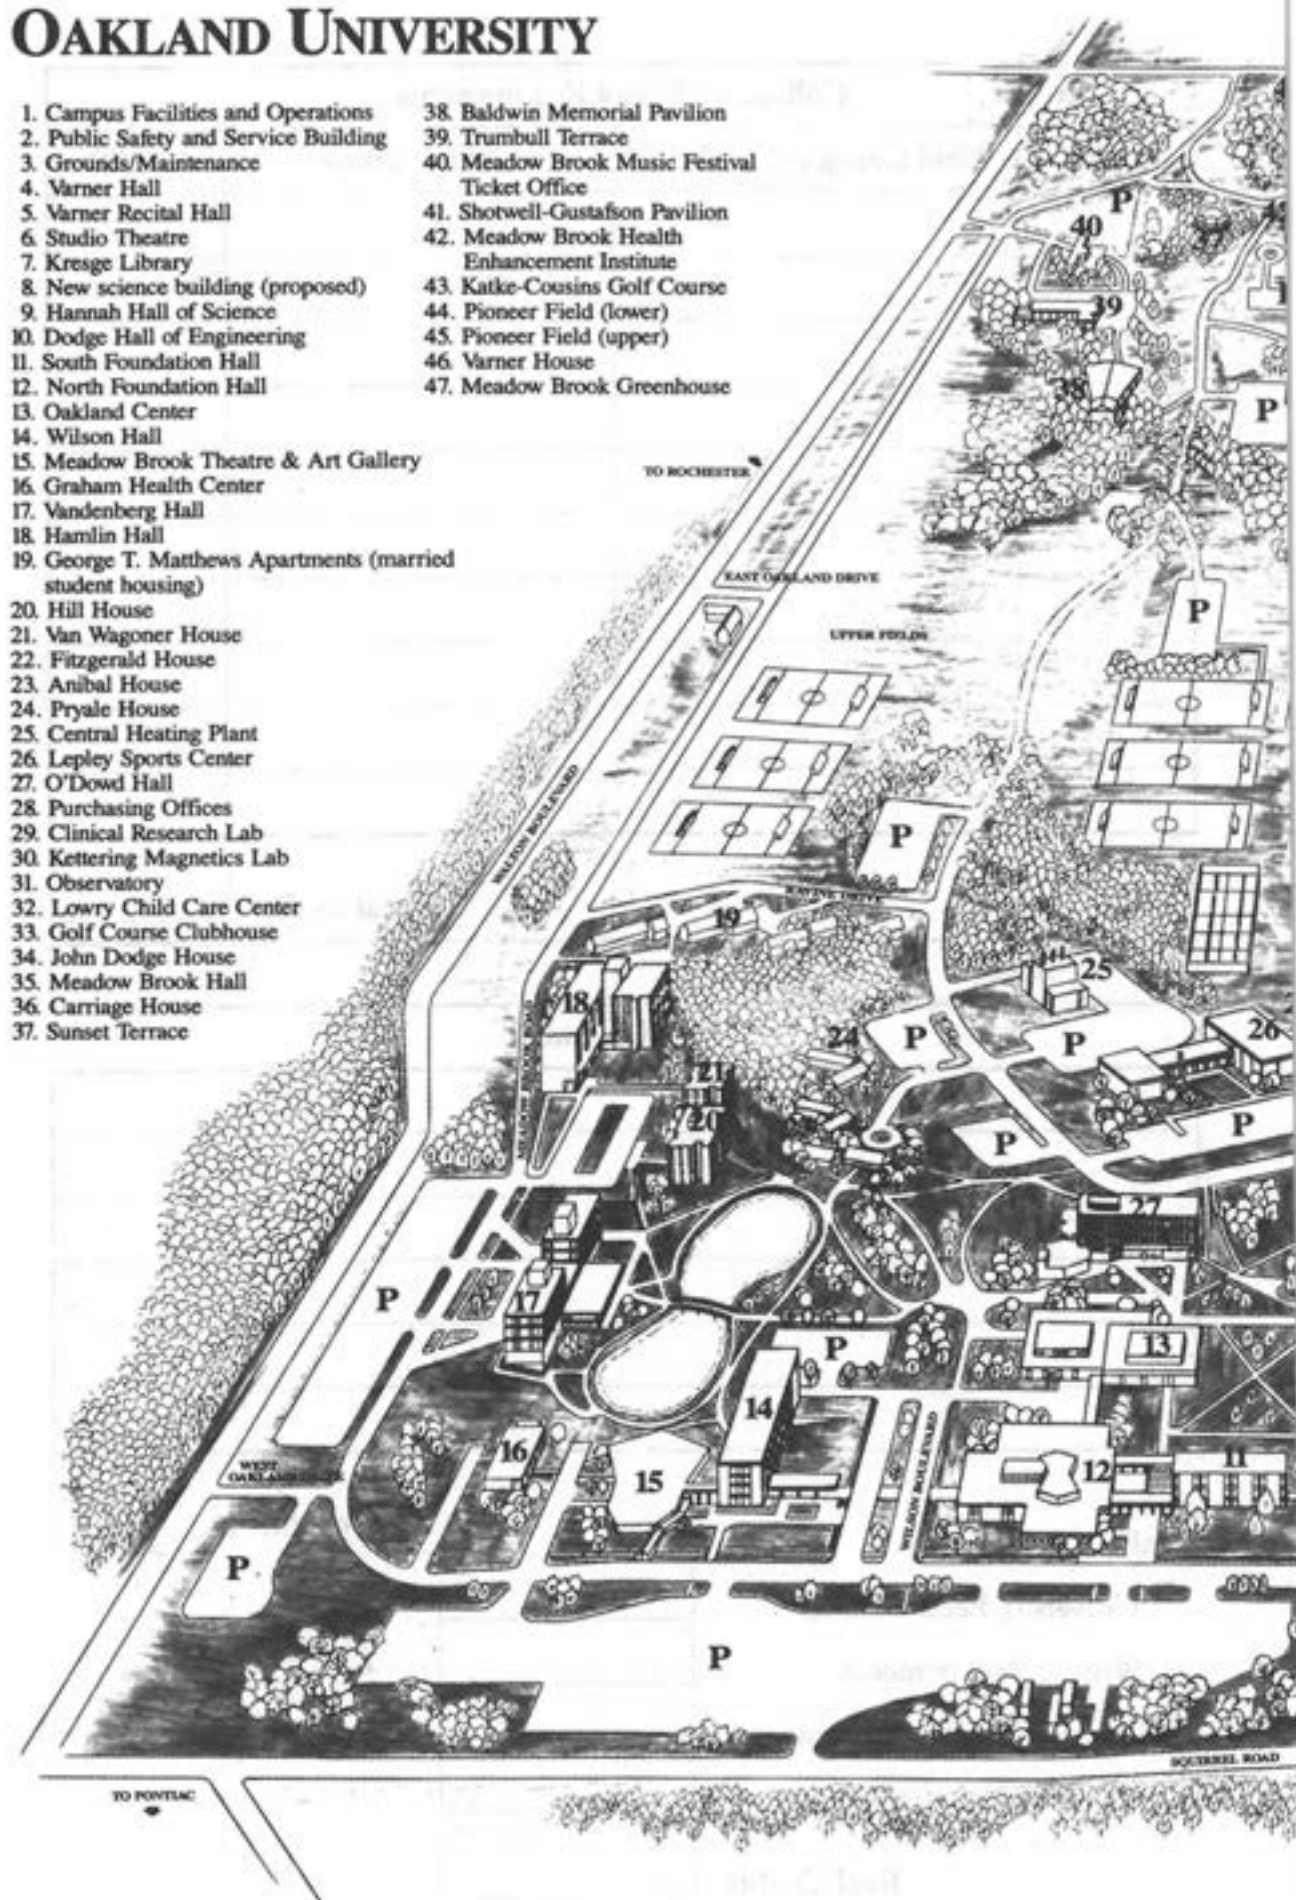 OAKLAND UNIVERSITY
1. Campus Facilities and Operations
2. Public Safety and Service Building
3. Grounds/Maintenance
4. Varner Hall
5. Varner Recital Hall
6. Studio Theatre
7. Kresge Library
8. New science building (proposed)
9. Hannah Hall of Science
10. Dodge Hall of Engineering
11. South Foundation Hall
12. North Foundation Hall
13. Oakland Center
14. Wilson Hall
15. Meadow Brook Theatre & Art Gallery
16. Graham Health Center
17. Vandenberg Hall
18. Hamlin Hall
19. George T. Matthews Apartments (married
student housing)
20. Hill House
21. Van Wagoner House
22. Fitzgerald House
23. Anibal House
24. Pryale House
25. Central Heating Plant
26. Lepley Sports Center
27. O'Dowd Hall
28. Purchasing Offices
29. Clinical Research Lab
30. Kettering Magnetics Lab
31. Observatory
32. Lowry Child Care Center
33. Golf Course Clubhouse
34. John Dodge House
35. Meadow Brook Hall
36. Carriage House
37. Sunset Terrace
38. Baldwin Memorial Pavilion
39. Trumbull Terrace
40. Meadow Brook Music Festival
Ticket Office
41. Shotwell-Gustafson Pavilion
42. Meadow Brook Health
Enhancement Institute
43. Katke-Cousins Golf Course
44. Pioneer Field (lower)
45. Pioneer Field (upper)
46. Varner House
47. Meadow Brook Greenhouse
P
40
37
39
38
P
TO ROCHESTER
EAST OAKLAND DRIVE
P
UPPER FIELDS
WALTON BOULEVARD
P
RAVINE DRIVE
19
25
18
24
P
P
26
MEADOW BROOK ROAD
21
20
P
P
27
P
17
13
P
14
16
15
WEST
OAKLAND DRIVE
12
11
WILSON BOULEVARD
P
P
SQUIRREL ROAD
TO PONTIAC